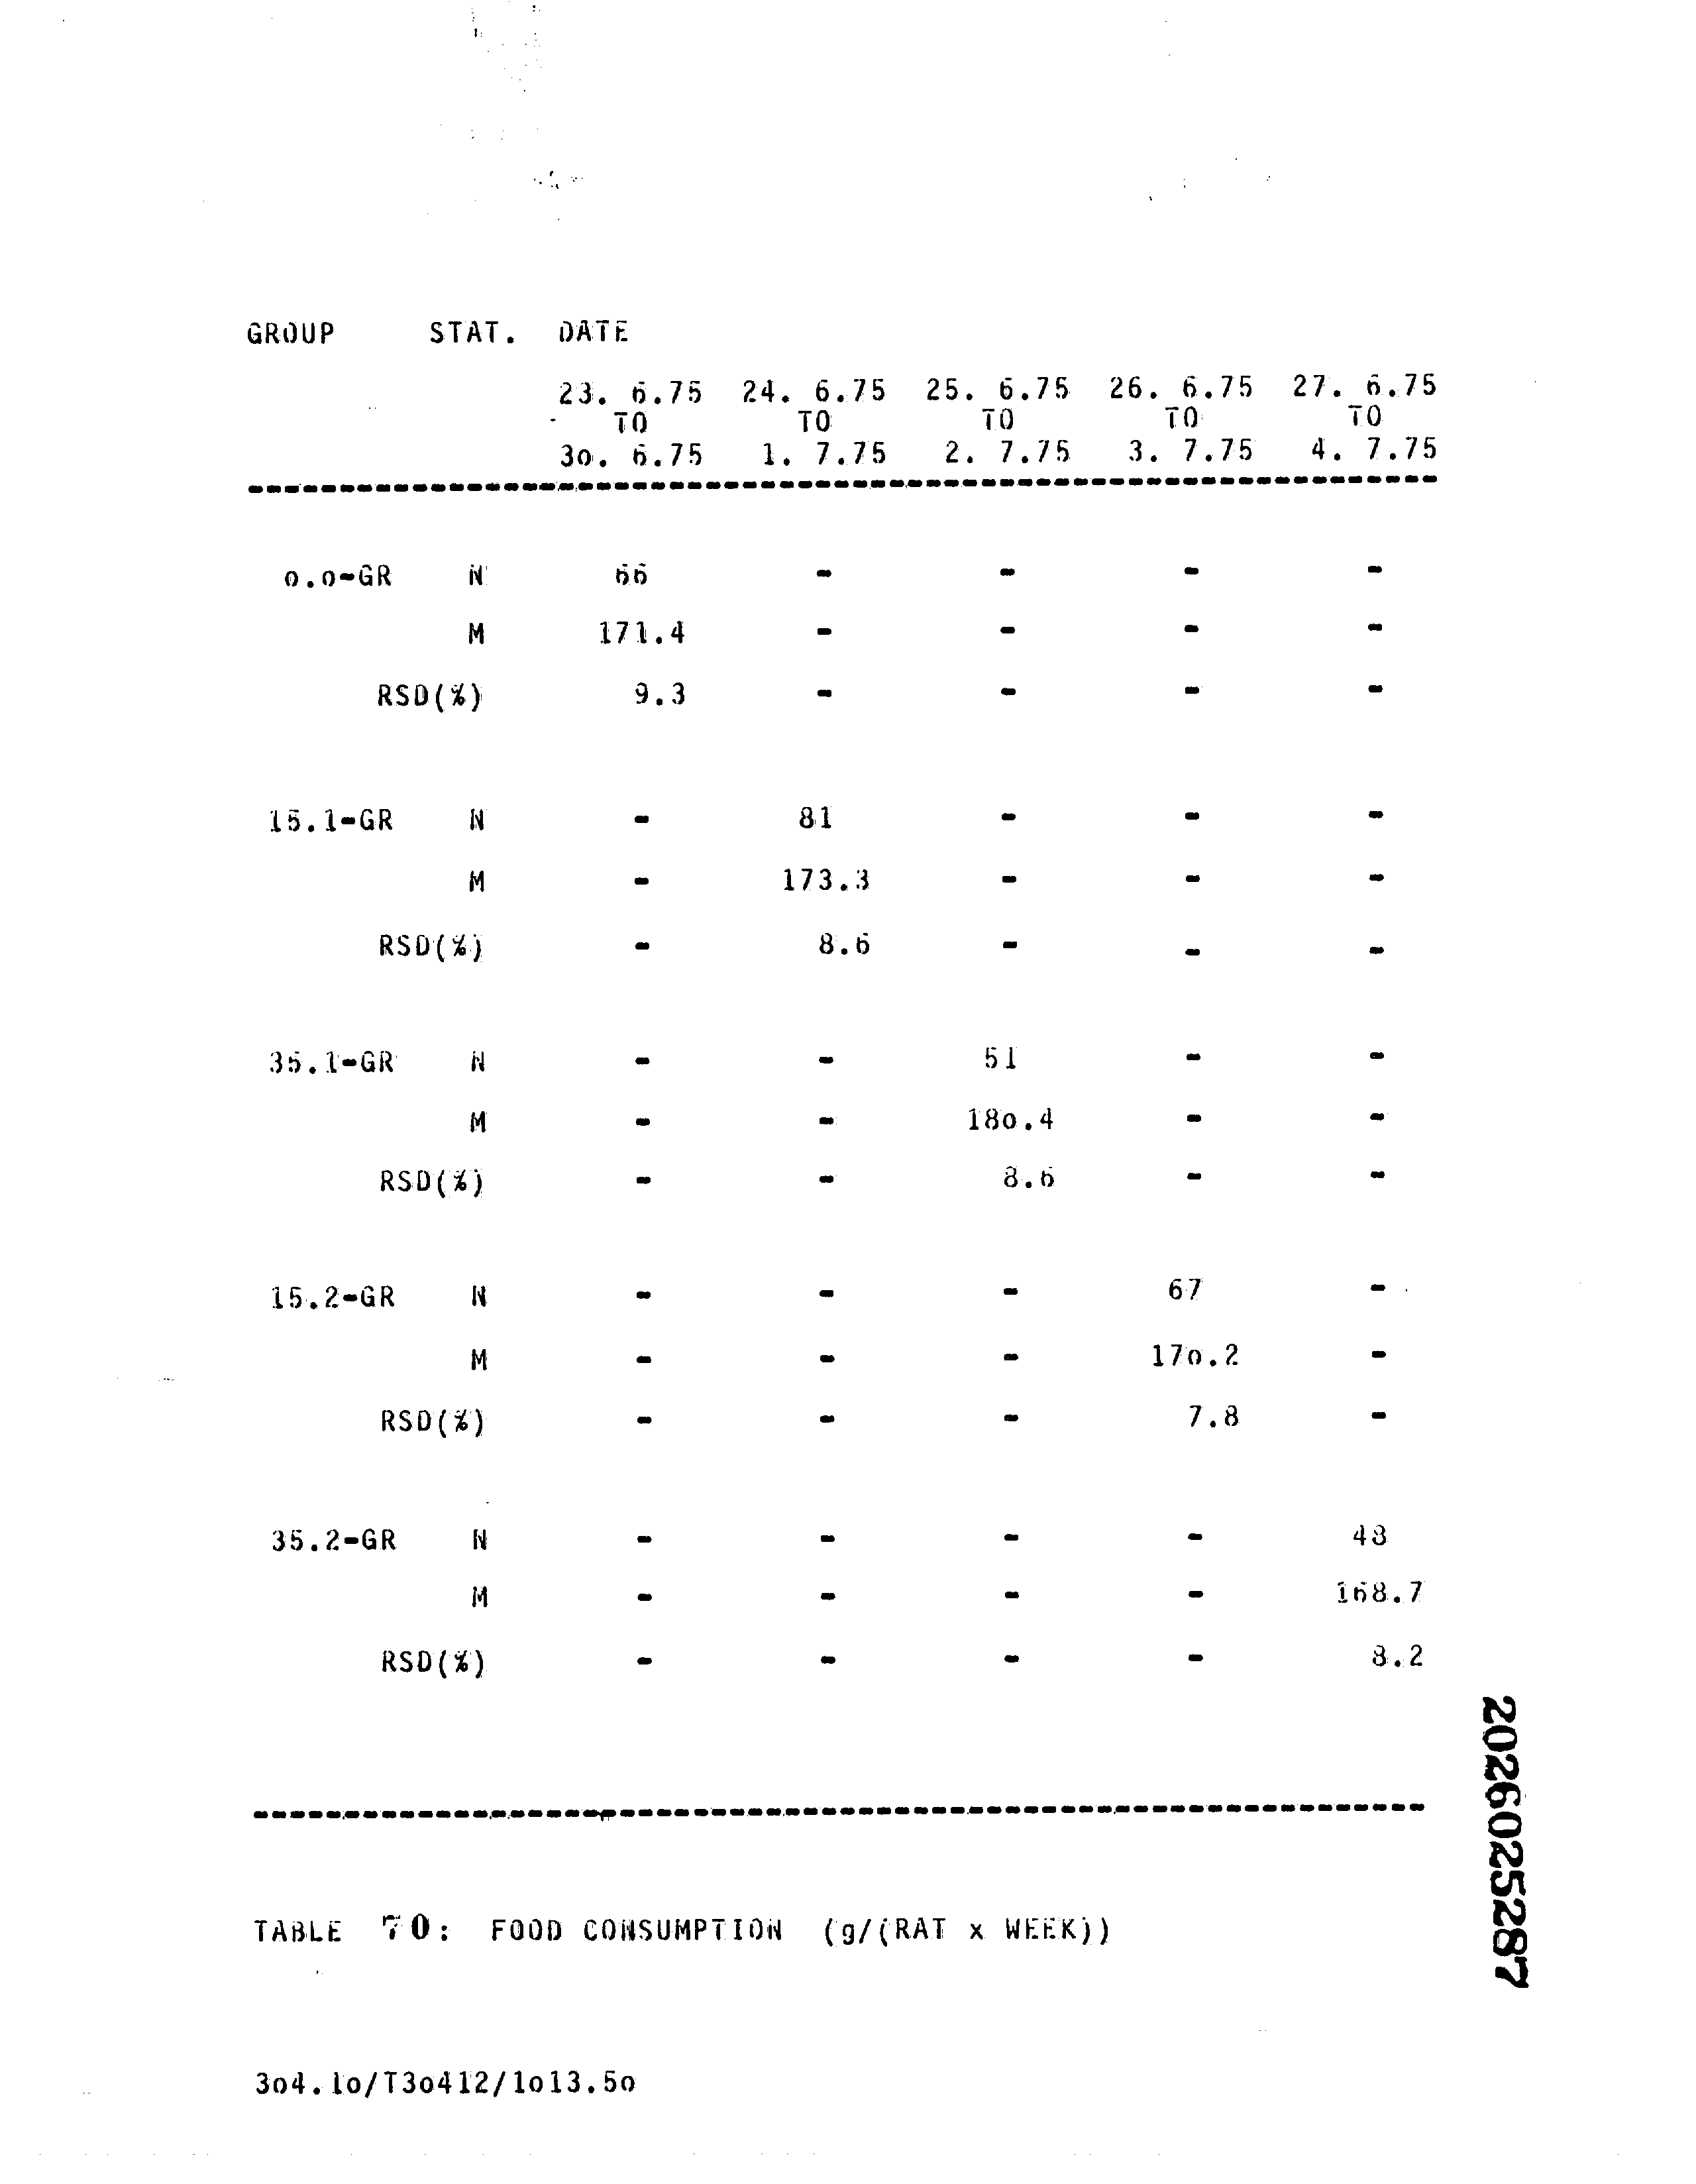 GROUP STAT. DATE
23. 6.75 24. 6.75 25. 6.75 26. 6.75 27. 6.75
TO TO TO TO TO
3o. 6.75 1. 7.75 2. 7.75 3. 7.75 4. 7.75
o.o-GR N 66 - - - -
M 171.4 - - - -
RSD(%) 9.3 - - - -
15.1-GR N - 81 - - -
M - 173.3 - - -
RSD(%) - 8.6 - - -
35.1-GR N - - 51 - -
M - - 18o.4 - -
RSD(%) - - 8.6 - -
15.2-GR N - - - 67 -
M - - - 17o.2 -
RSD(%) - - - 7.8 -
35.2-GR N - - - - 48
M - - - - 168.7
RSD(%) - - - - 8.2
TABLE 70: FOOD CONSUMPTION (g/(RAT x WEEK))
3o4.1o/T3o412/1o13.5o
2026025287